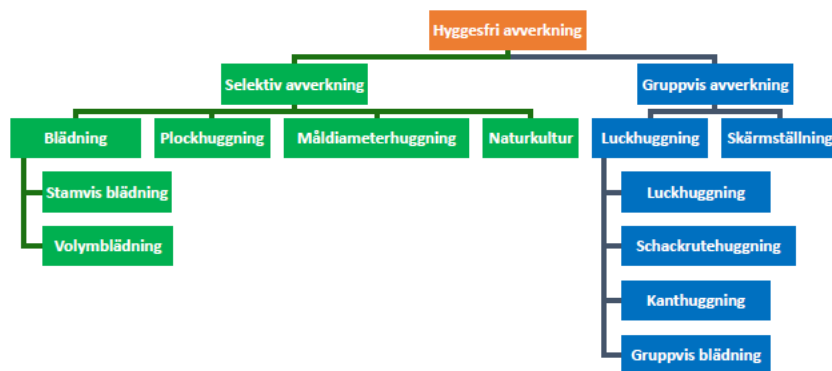 Hyggesfri avverkning
Selektiv avverkning
Gruppvis avverkning
Blädning
Plockhuggning
Måldiameterhuggning
Naturkultur
Luckhuggning
Skärmställning
Stamvis blädning
Volymblädning
Luckhuggning
Schackrutehuggning
Kanthuggning
Gruppvis blädning